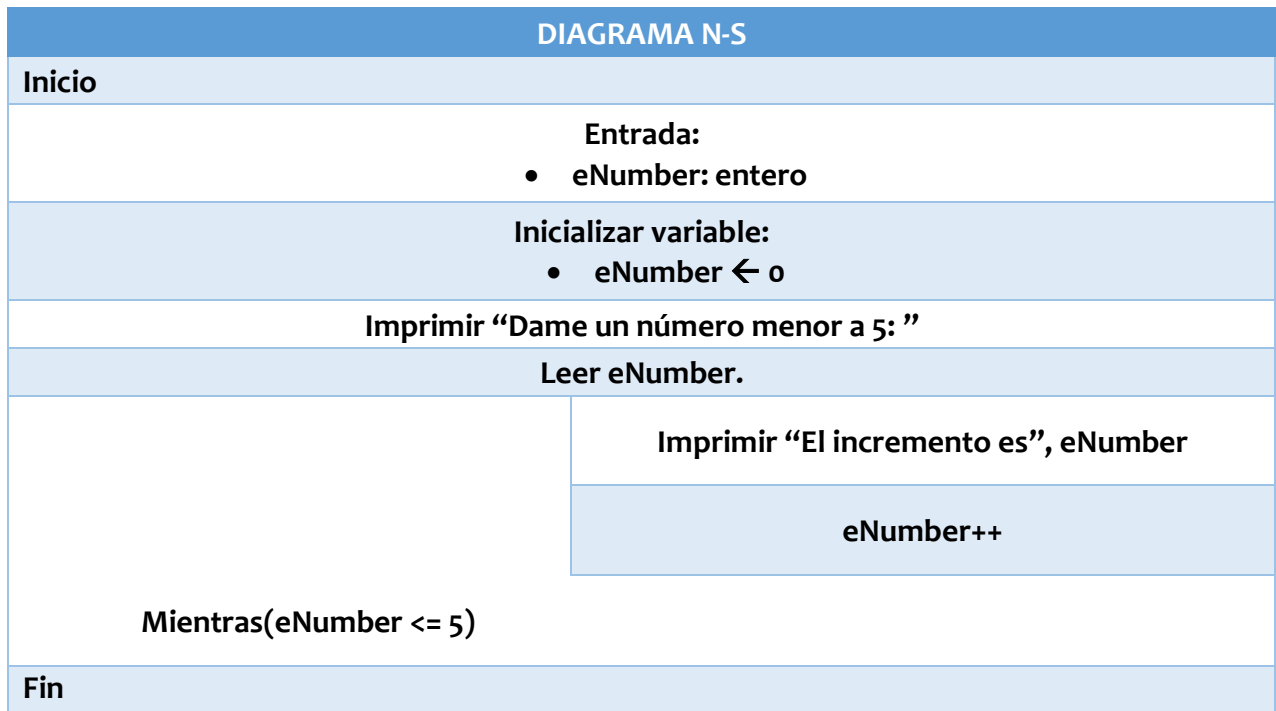 DIAGRAMA N-S
Inicio
Entrada:
• eNumber: entero
Inicializar variable:
• eNumber ← 0
Imprimir “Dame un número menor a 5: ”
Leer eNumber.
Imprimir “El incremento es”, eNumber
eNumber++
Mientras(eNumber <= 5)
Fin